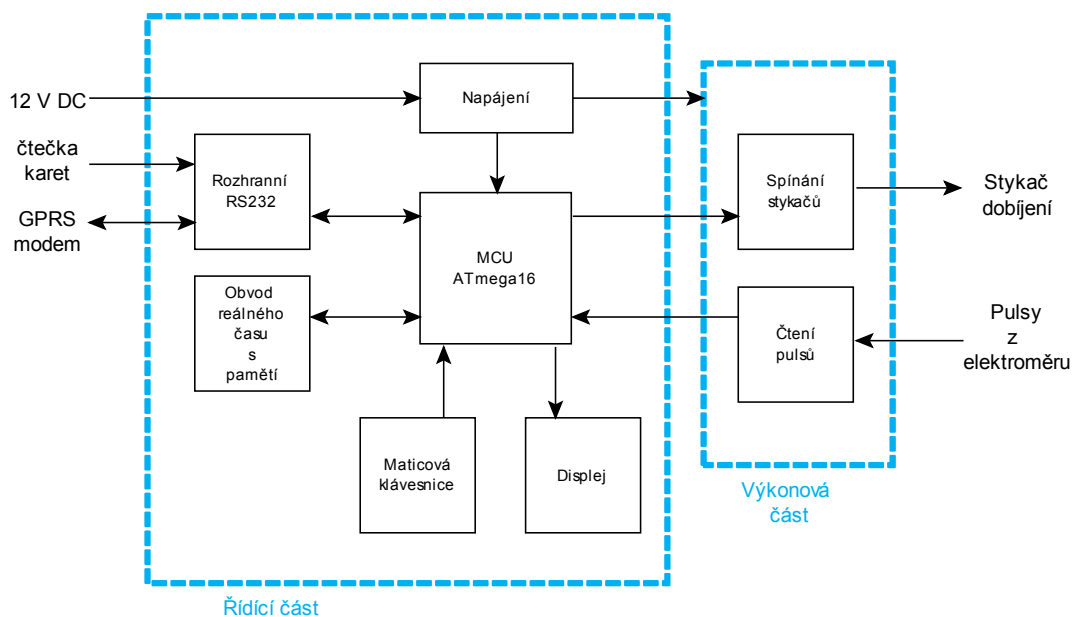 12 V DC
Napájení
čtečka
karet
GPRS
modem
Rozhranní
RS232
MCU
ATmega16
Spínání
stykačů
Stykač
dobíjení
Obvod
reálného
času
s
pamětí
Čtení
pulsů
Pulsy
z
elektroměru
Maticová
klávesnice
Displej
Výkonová
část
Řídící část